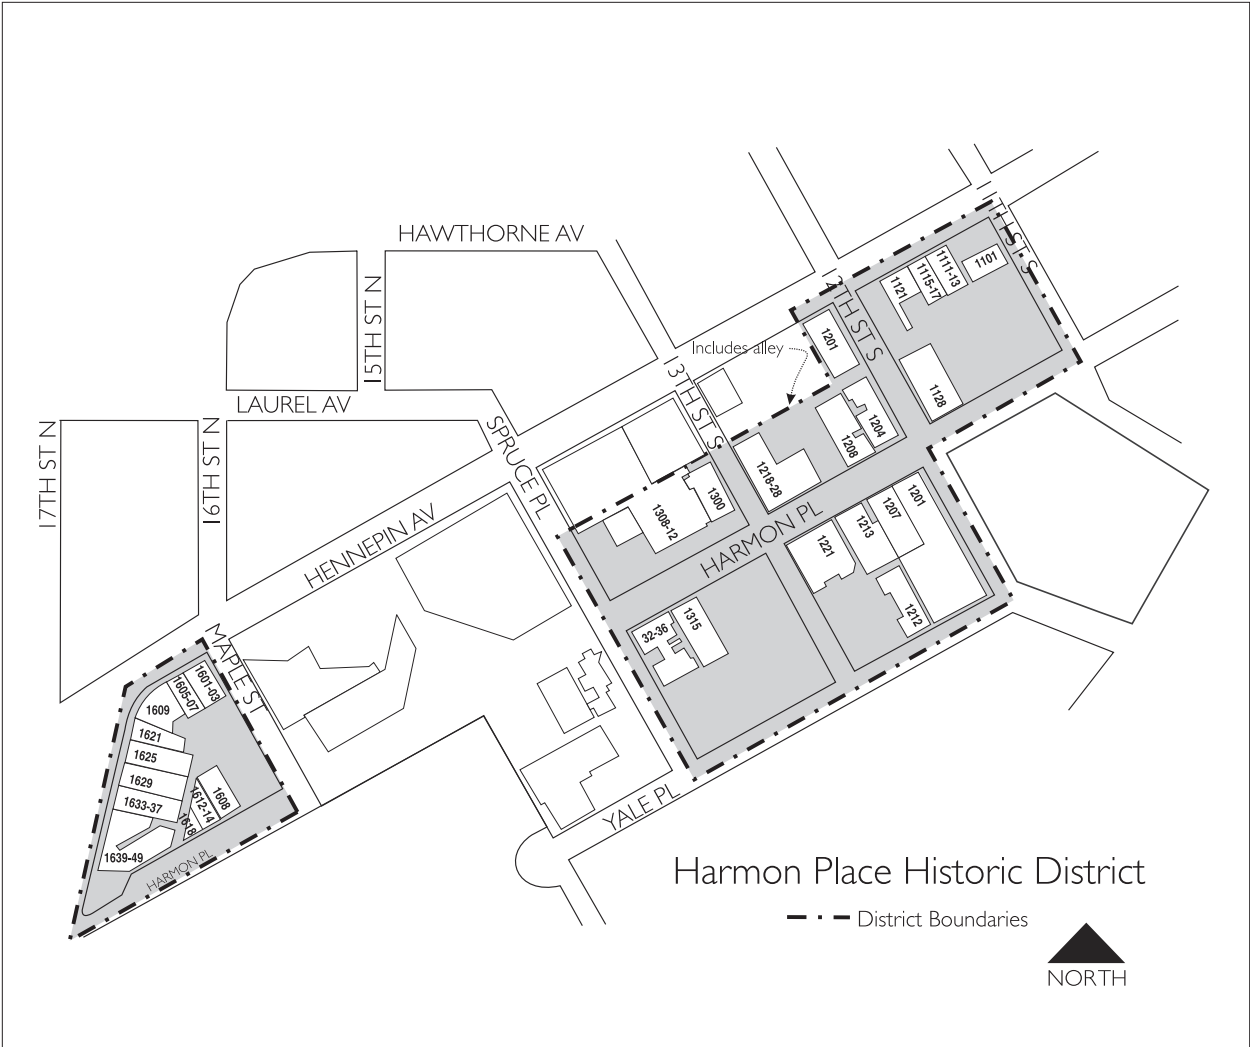 HAWTHORNE AV
15TH ST N
LAUREL AV
17TH ST N
16TH ST N
SPRUCE PL
HENNEPIN AV
13TH ST S
12TH ST S
11TH ST S
Includes alley
1101
1111-13
1115-17
1121
1201
1128
1204
1208
1218-28
1300
1308-12
HARMON PL
1201
1207
1213
1221
1212
1315
32-36
MAPLE ST
1601-03
1605-07
1609
1621
1625
1629
1633-37
1639-49
1608
1612-14
1618
HARMON PL
YALE PL
Harmon Place Historic District
District Boundaries
NORTH